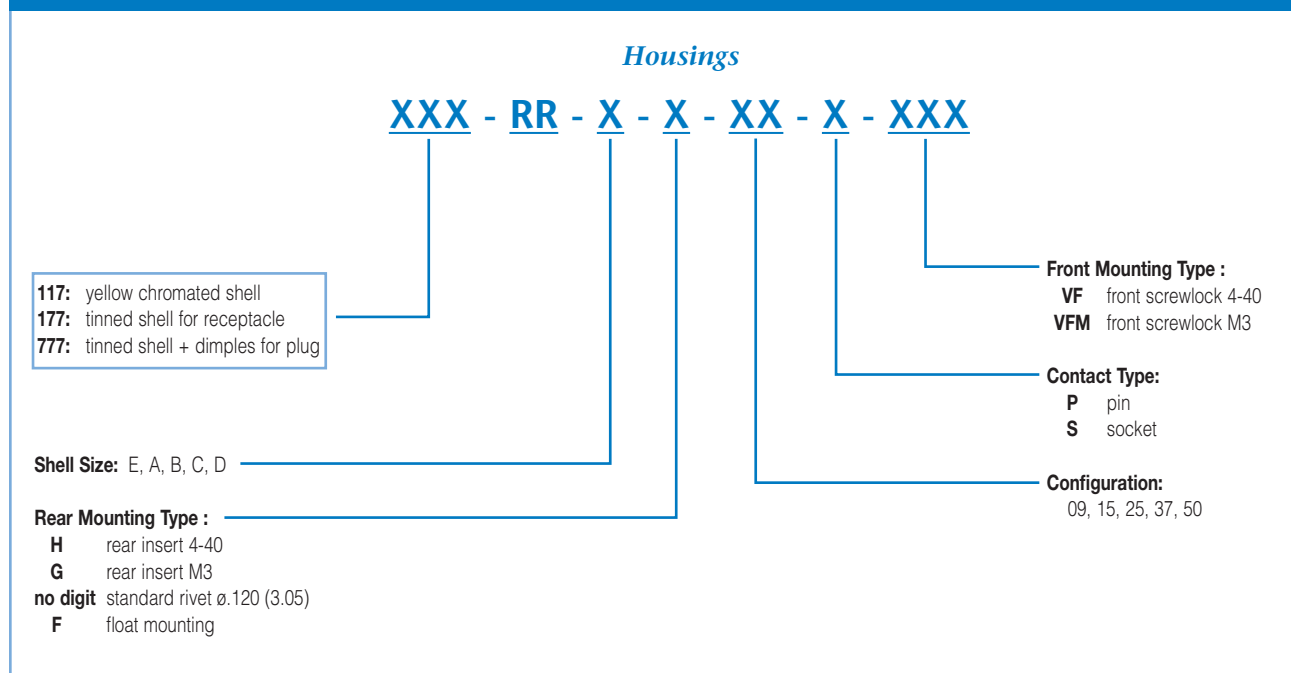 Housings
XXX - RR - X - X - XX - X - XXX
117: yellow chromated shell
177: tinned shell for receptacle
777: tinned shell + dimples for plug
Shell Size: E, A, B, C, D
Rear Mounting Type :
H rear insert 4-40
G rear insert M3
no digit standard rivet ø.120 (3.05)
F float mounting
Front Mounting Type :
VF front screwlock 4-40
VFM front screwlock M3
Contact Type:
P pin
S socket
Configuration:
09, 15, 25, 37, 50